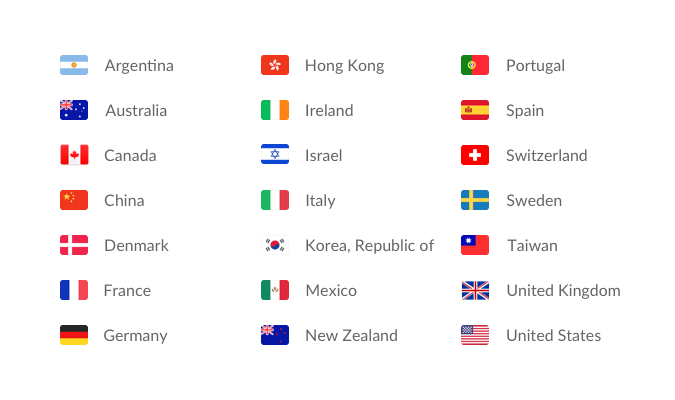 Argentina
Australia
Canada
China
Denmark
France
Germany
Hong Kong
Ireland
Israel
Italy
Korea, Republic of
Mexico
New Zealand
Portugal
Spain
Switzerland
Sweden
Taiwan
United Kingdom
United States